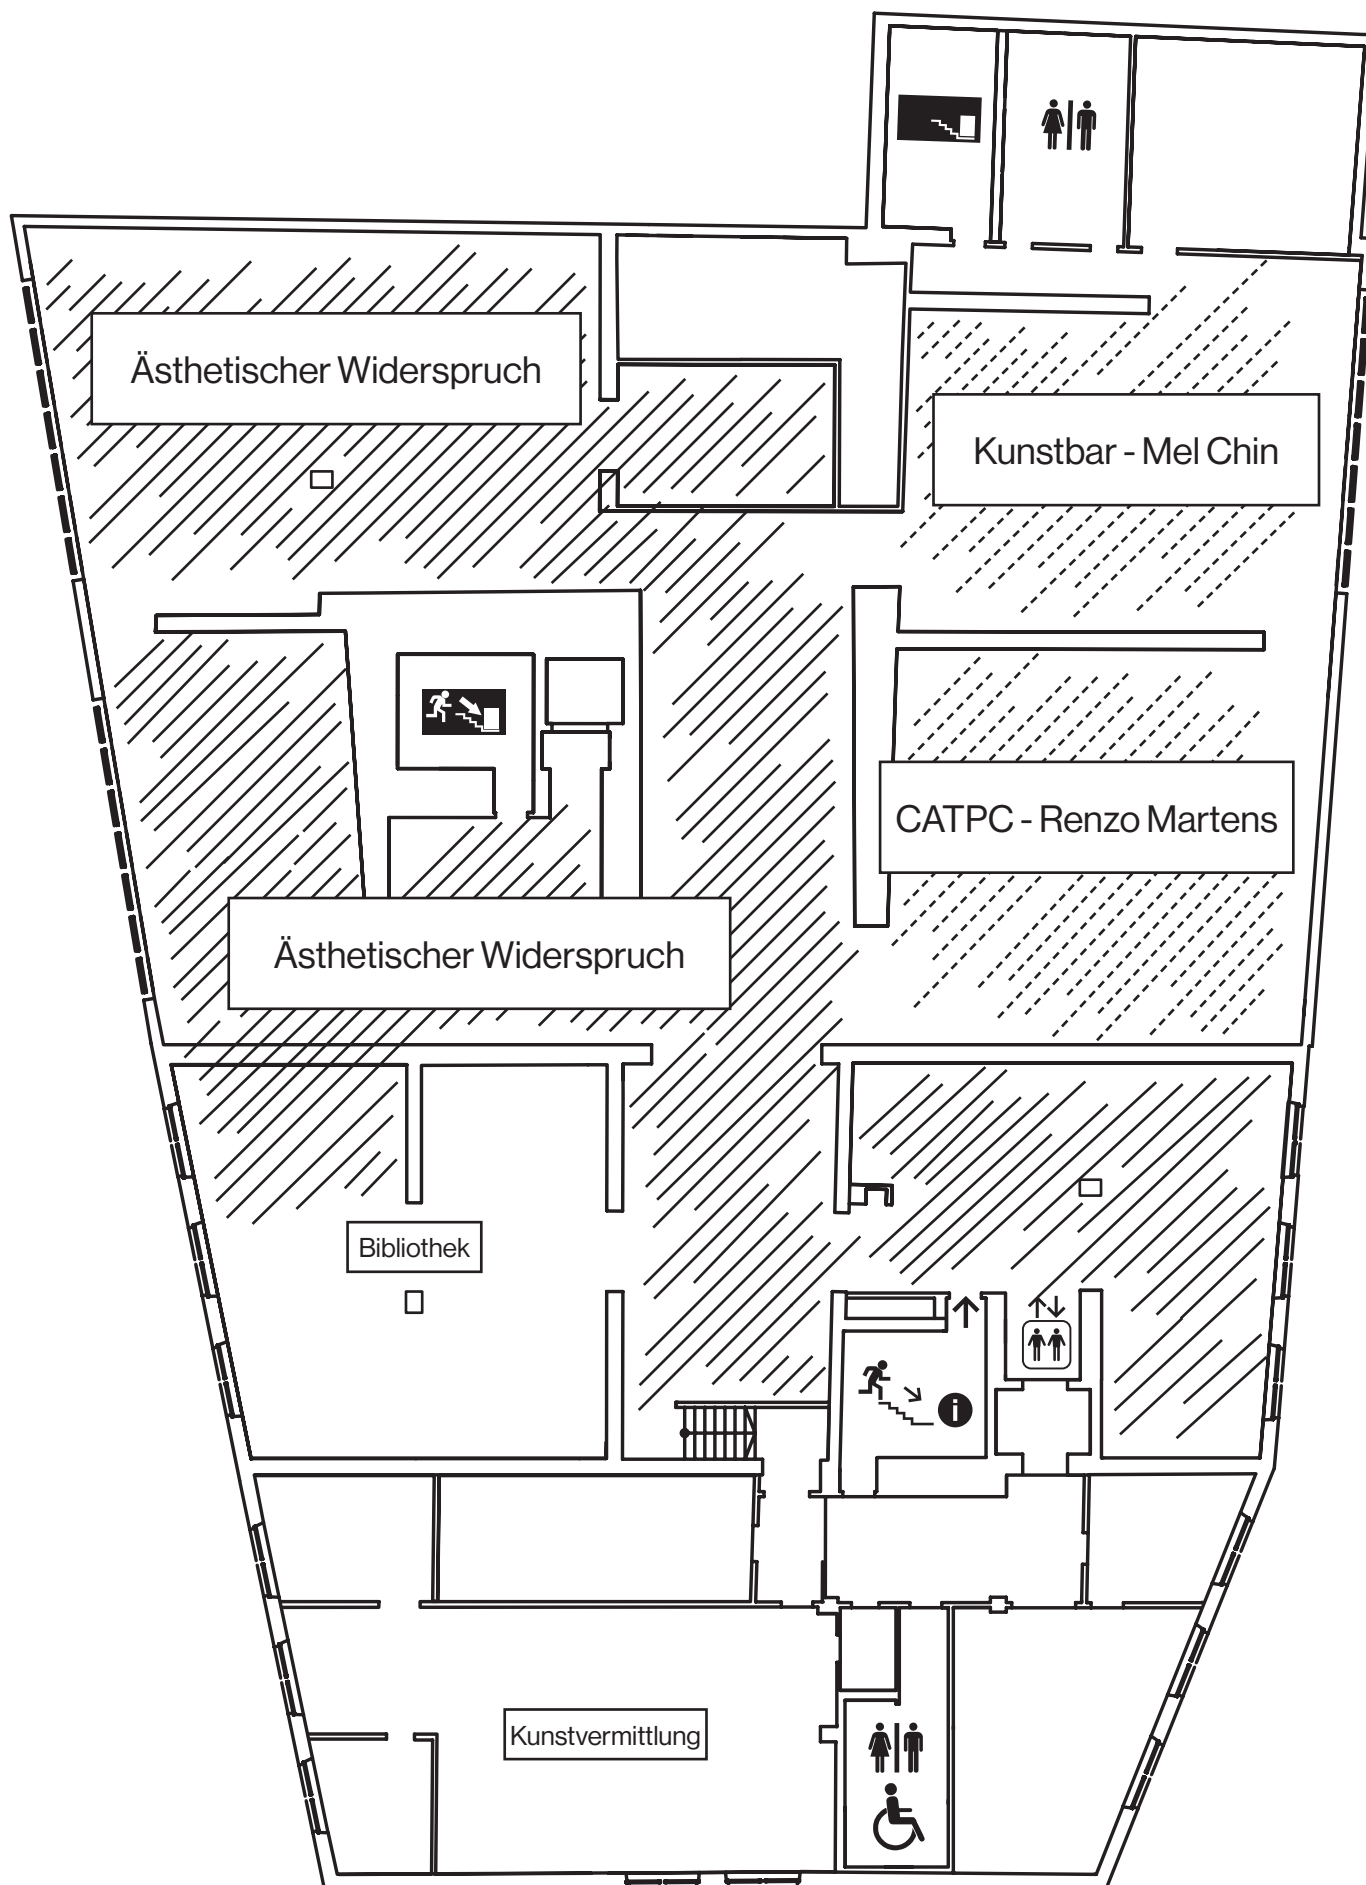 Ästhetischer Widerspruch
Kunstbar - Mel Chin
CATPC - Renzo Martens
Ästhetischer Widerspruch
Bibliothek
i
Kunstvermittlung